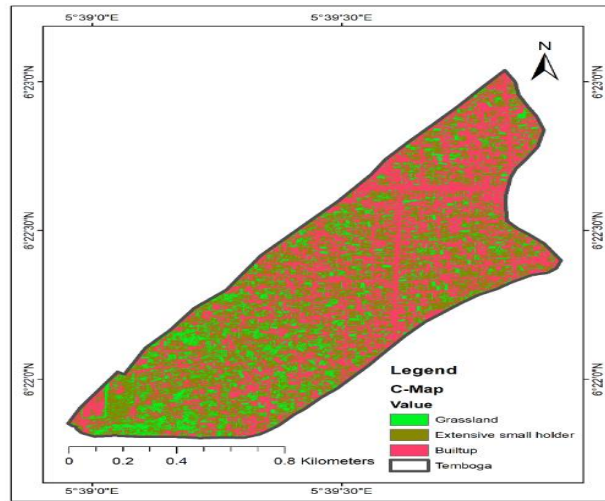 5°39'0"E 5°39'30"E
N
6°23'0"N 6°23'0"N
6°22'30"N 6°22'30"N
6°22'0"N 6°22'0"N
Legend
C-Map
Value
Grassland
Extensive small holder
Builtup
Temboga
0 0.2 0.4 0.8 Kilometers
5°39'0"E 5°39'30"E